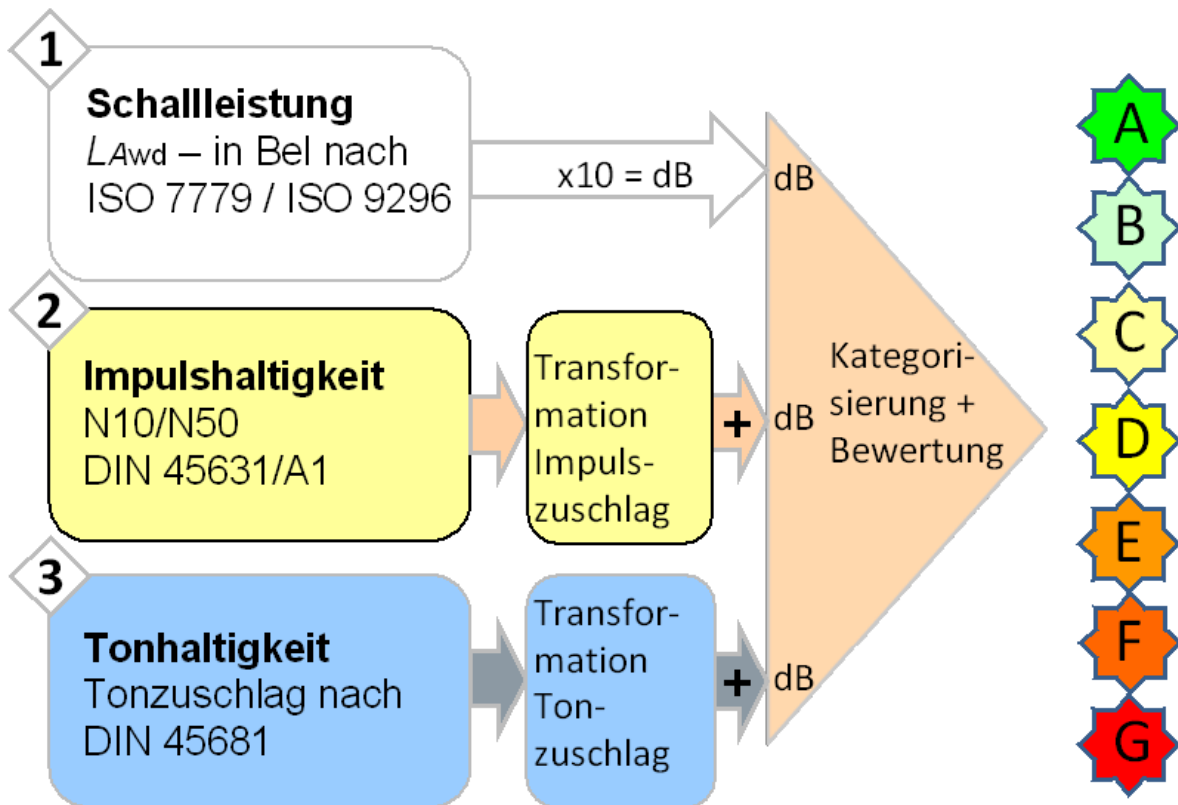 1
Schallleistung
LAwd – in Bel nach
ISO 7779 / ISO 9296
x10 = dB
dB
2
Impulshaltigkeit
N10/N50
DIN 45631/A1
Transfor-
mation
Impuls-
zuschlag
+
dB
3
Tonhaltigkeit
Tonzuschlag nach
DIN 45681
Transfor-
mation
Ton-
zuschlag
+
dB
Kategori-
sierung +
Bewertung
A
B
C
D
E
F
G